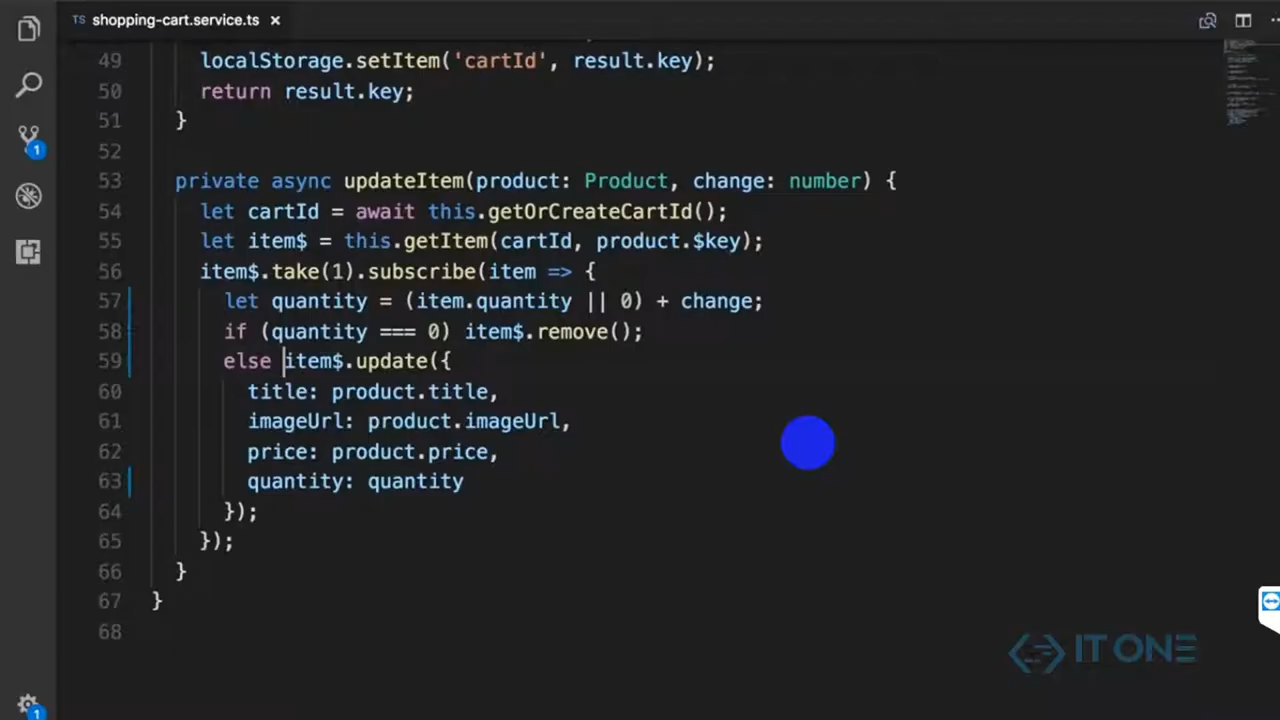 TS shopping-cart.service.ts ×
49 localStorage.setItem('cartId', result.key);
50 return result.key;
51 }
52
53 private async updateItem(product: Product, change: number) {
54 let cartId = await this.getOrCreateCartId();
55 let item$ = this.getItem(cartId, product.$key);
56 item$.take(1).subscribe(item => {
57 let quantity = (item.quantity || 0) + change;
58 if (quantity === 0) item$.remove();
59 else item$.update({
60 title: product.title,
61 imageUrl: product.imageUrl,
62 price: product.price,
63 quantity: quantity
64 });
65 });
66 }
67 }
68
1
1
IT ONE